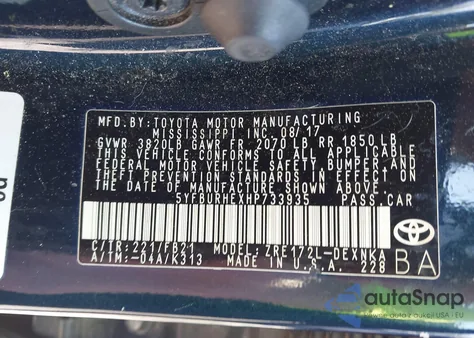 MFD. BY: TOYOTA MOTOR MANUFACTURING
MISSISSIPPI INC. 08/17
GVWR 3820LB GAWR FR. 2070 LB RR. 1850 LB
THIS VEHICLE CONFORMS TO ALL APPLICABLE
FEDERAL MOTOR VEHICLE SAFETY, BUMPER AND
THEFT PREVENTION STANDARDS IN EFFECT ON
THE DATE OF MANUFACTURE SHOWN ABOVE.
5YFBURHEXHP733935 PASS.CAR
C/TR: 221/FB21 MODEL: ZRE172L-DEXNKA
A/TM: -04A/K313 MADE IN U.S.A. 228
BA
autoSnap